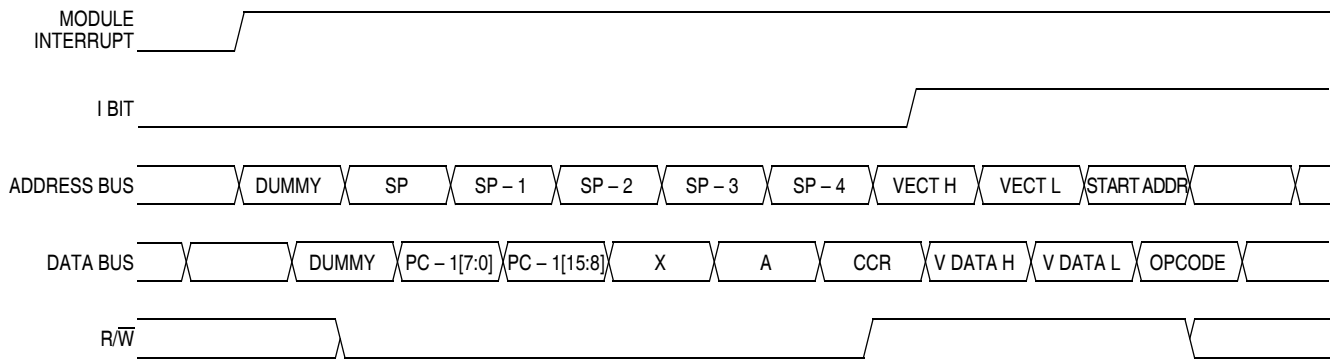 MODULE
INTERRUPT
I BIT
ADDRESS BUS DUMMY SP SP – 1 SP – 2 SP – 3 SP – 4 VECT H VECT L START ADDR
DATA BUS DUMMY PC – 1[7:0] PC – 1[15:8] X A CCR V DATA H V DATA L OPCODE
R/W̅